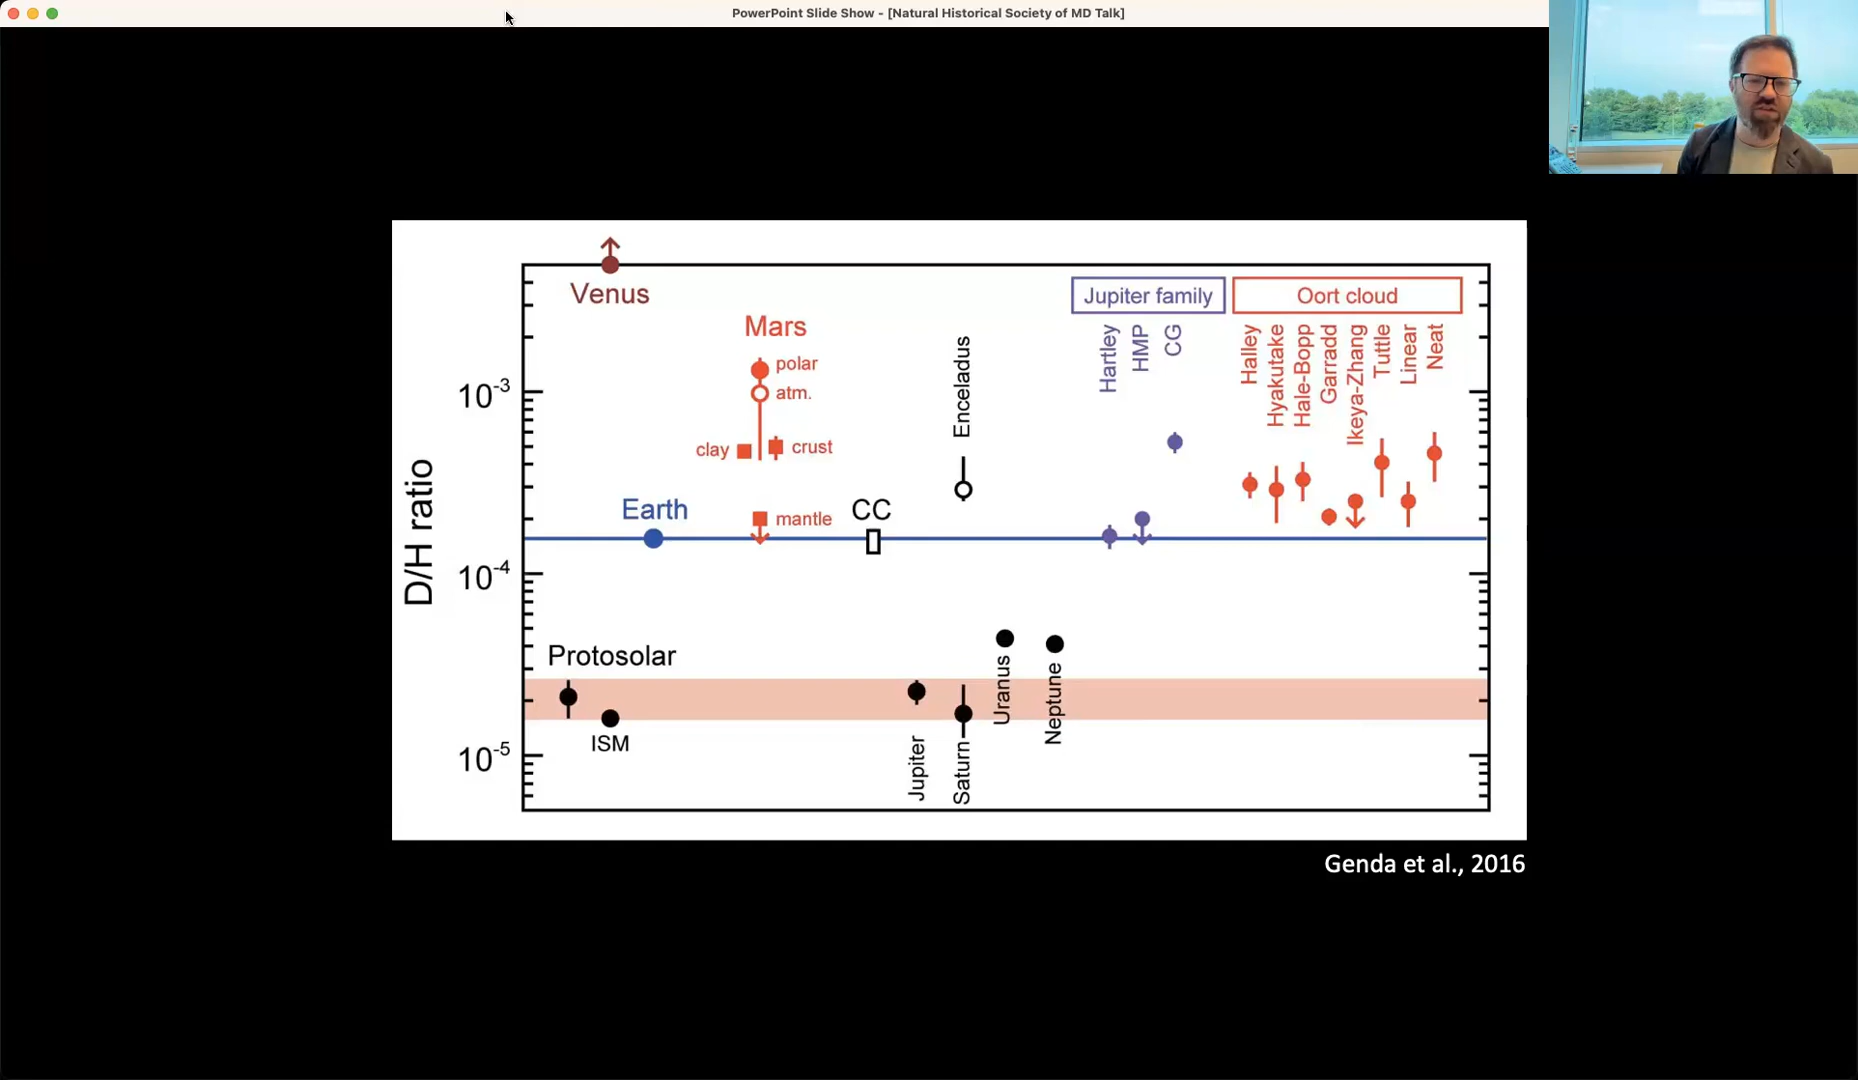 PowerPoint Slide Show - [Natural Historical Society of MD Talk]
Venus
Jupiter family
Oort cloud
Mars
polar
atm.
clay
crust
mantle
Enceladus
Hartley
HMP
CG
Halley
Hyakutake
Hale-Bopp
Garradd
Ikeya-Zhang
Tuttle
Linear
Neat
10-3
Earth
CC
D/H ratio
10-4
Protosolar
ISM
Jupiter
Saturn
Uranus
Neptune
10-5
Genda et al., 2016